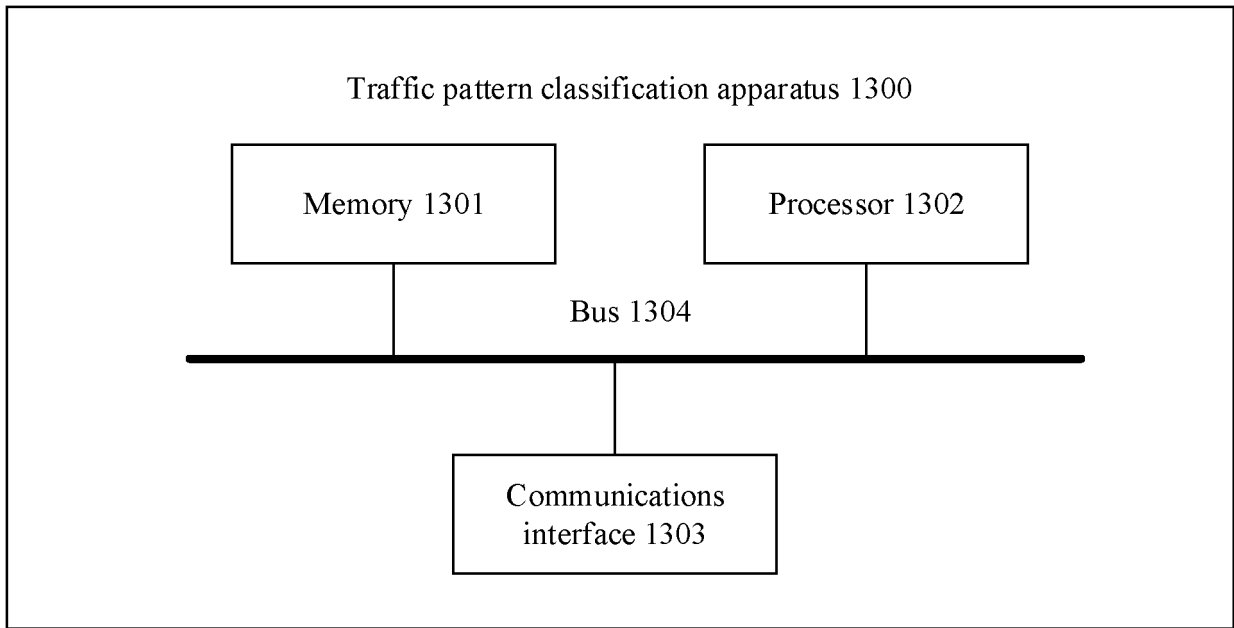 Traffic pattern classification apparatus 1300
Memory 1301
Processor 1302
Bus 1304
Communications
interface 1303